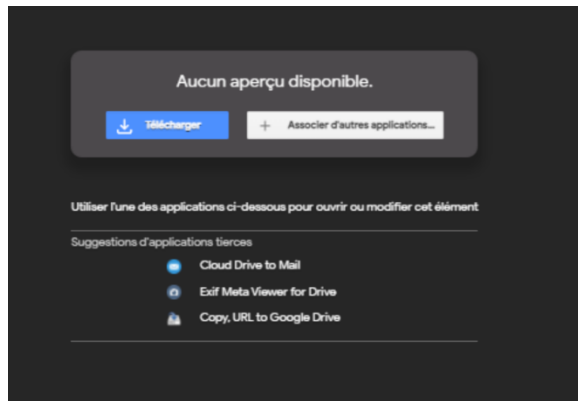 Aucun aperçu disponible.
Télécharger
+ Associer d'autres applications...
Utiliser l'une des applications ci-dessous pour ouvrir ou modifier cet élément
Suggestions d'applications tierces
Cloud Drive to Mail
Exif Meta Viewer for Drive
Copy, URL to Google Drive